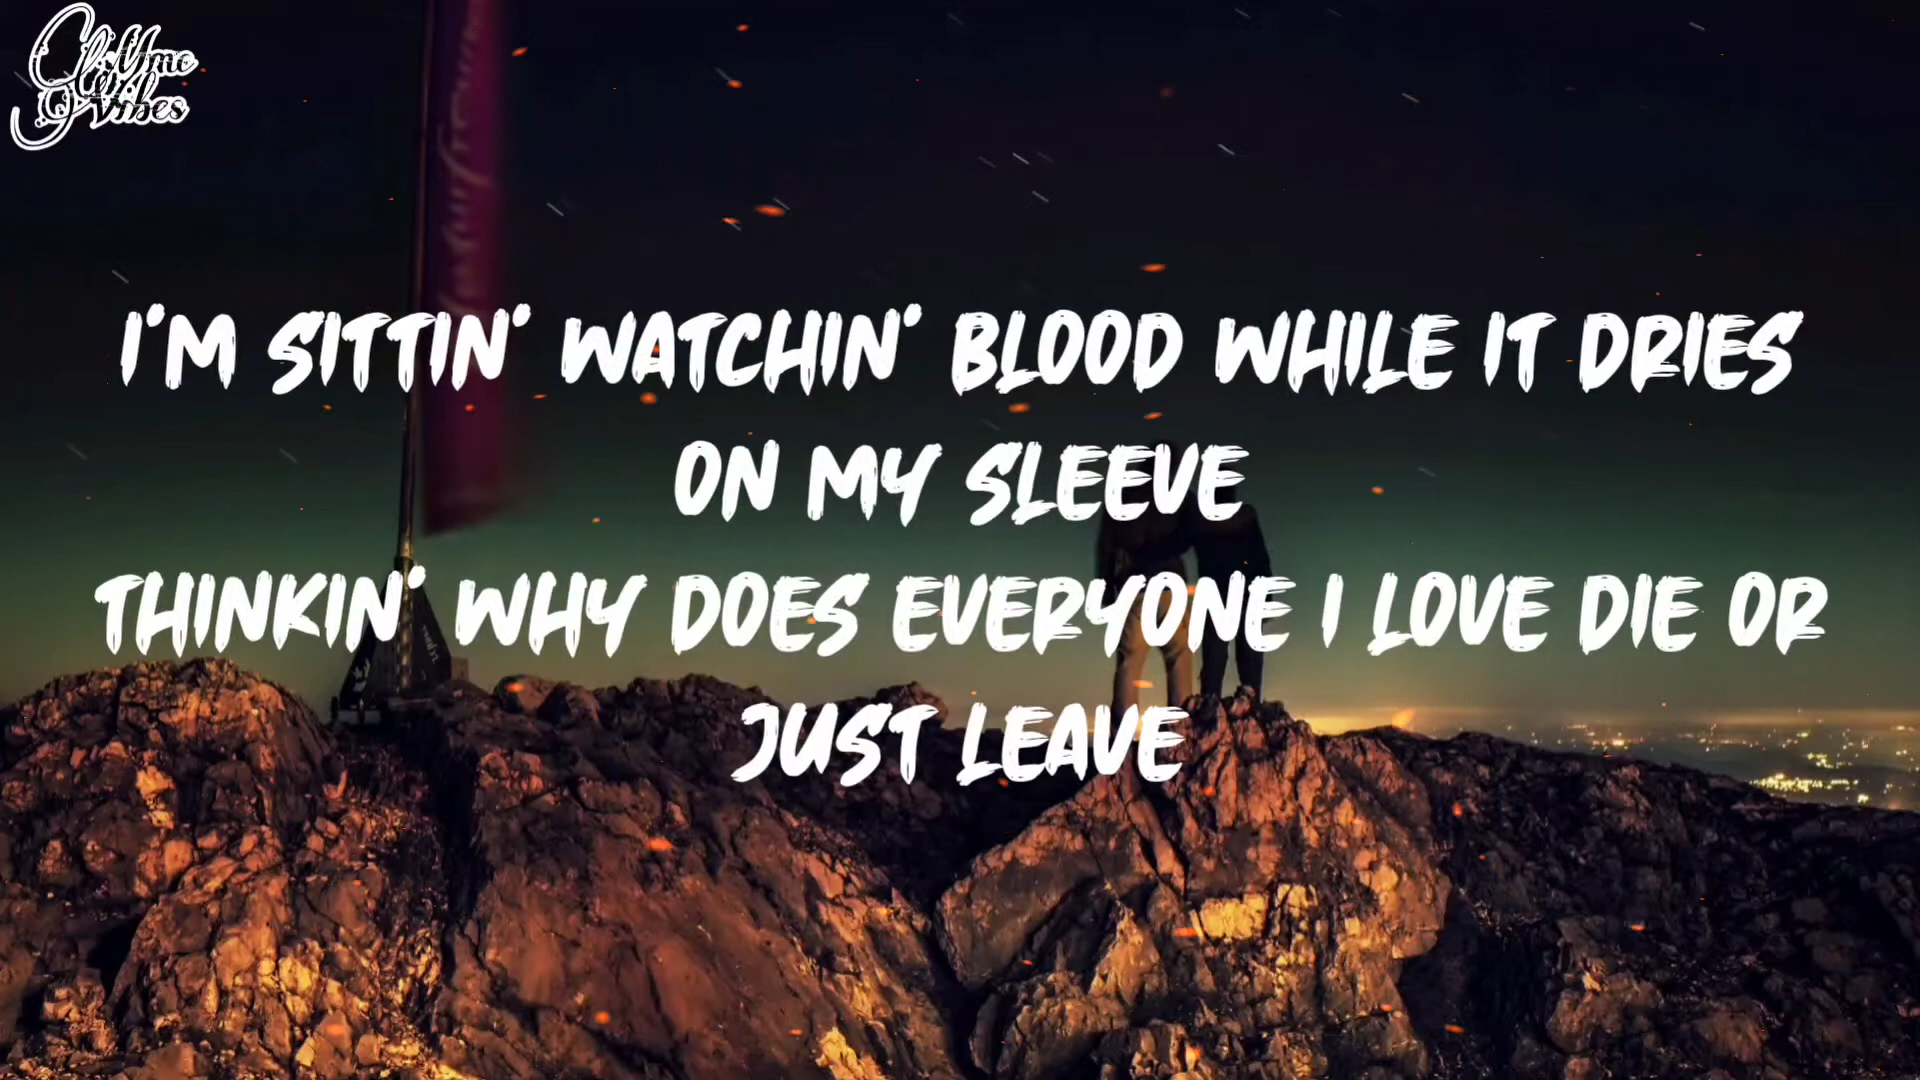 I'M SITTIN' WATCHIN' BLOOD WHILE IT DRIES
ON MY SLEEVE
THINKIN' WHY DOES EVERYONE I LOVE DIE OR
JUST LEAVE